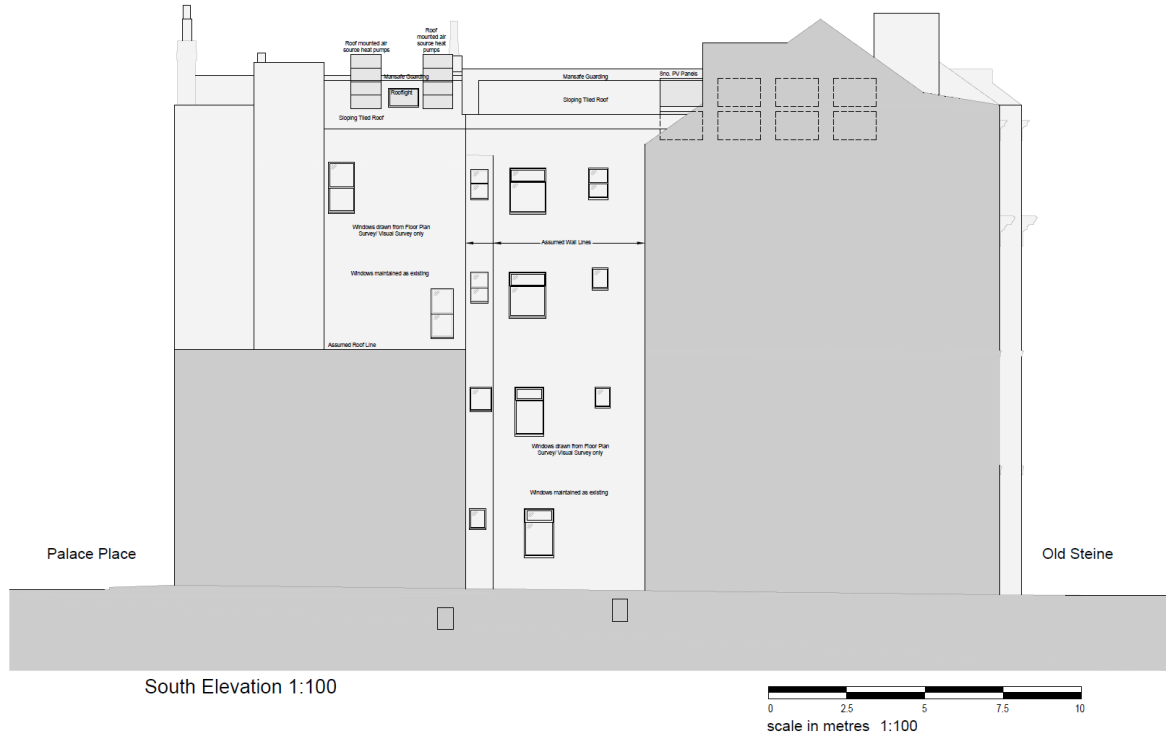 Roof
mounted air
source heat
pumps
Roof mounted air
source heat pumps
Mansafe Guarding
Mansafe Guarding
8no. PV Panels
Rooflight
Sloping Tiled Roof
Sloping Tiled Roof
Windows drawn from Floor Plan
Survey/ Visual Survey only
Assumed Wall Lines
Windows maintained as existing
Assumed Roof Line
Windows drawn from Floor Plan
Survey/ Visual Survey only
Windows maintained as existing
Palace Place
Old Steine
South Elevation 1:100
0 2.5 5 7.5 10
scale in metres 1:100